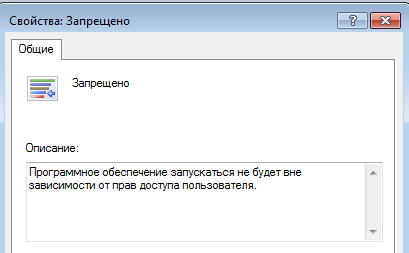 Свойства: Запрещено
Общие
Запрещено
Описание:
Программное обеспечение запускаться не будет вне
зависимости от прав доступа пользователя.